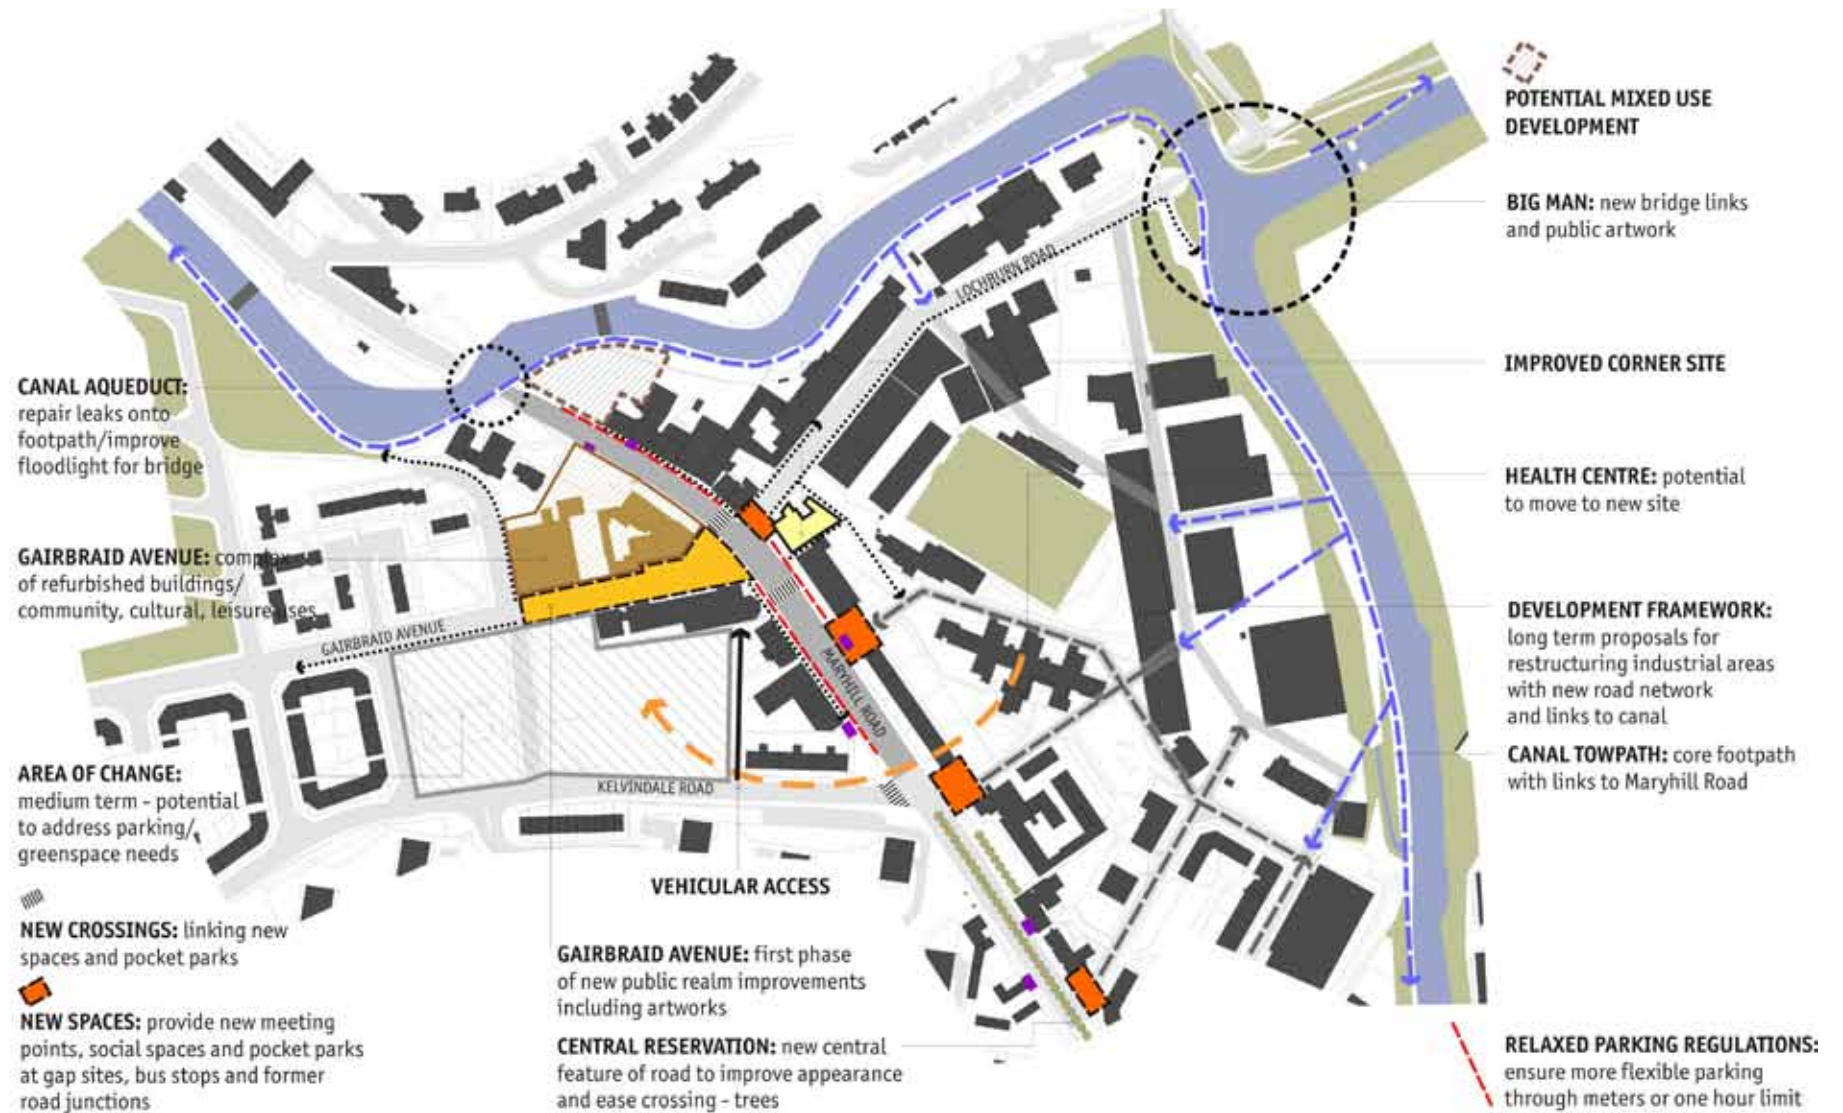 CANAL AQUEDUCT:
repair leaks onto
footpath/improve
floodlight for bridge
GAIRBRAID AVENUE: complex
of refurbished buildings/
community, cultural, leisure uses
AREA OF CHANGE:
medium term - potential
to address parking/
greenspace needs
NEW CROSSINGS: linking new
spaces and pocket parks
NEW SPACES: provide new meeting
points, social spaces and pocket parks
at gap sites, bus stops and former
road junctions
LOCHBURN ROAD
GAIRBRAID AVENUE
MARYHILL ROAD
KELVINDALE ROAD
VEHICULAR ACCESS
GAIRBRAID AVENUE: first phase
of new public realm improvements
including artworks
CENTRAL RESERVATION: new central
feature of road to improve appearance
and ease crossing - trees
POTENTIAL MIXED USE
DEVELOPMENT
BIG MAN: new bridge links
and public artwork
IMPROVED CORNER SITE
HEALTH CENTRE: potential
to move to new site
DEVELOPMENT FRAMEWORK:
long term proposals for
restructuring industrial areas
with new road network
and links to canal
CANAL TOWPATH: core footpath
with links to Maryhill Road
RELAXED PARKING REGULATIONS:
ensure more flexible parking
through meters or one hour limit